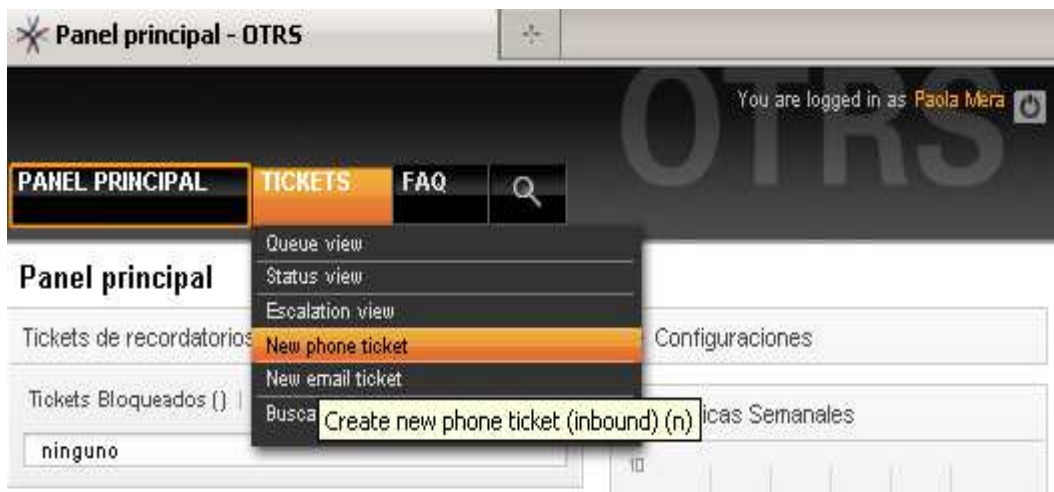 Panel principal - OTRS
OTRS
You are logged in as Paola Mera
PANEL PRINCIPAL TICKETS FAQ
Queue view
Panel principal
Status view
Escalation view
Tickets de recordatorios
New phone ticket
Configuraciones
New email ticket
Tickets Bloqueados () |
Busca
Create new phone ticket (inbound) (n)
icas Semanales
ninguno
10